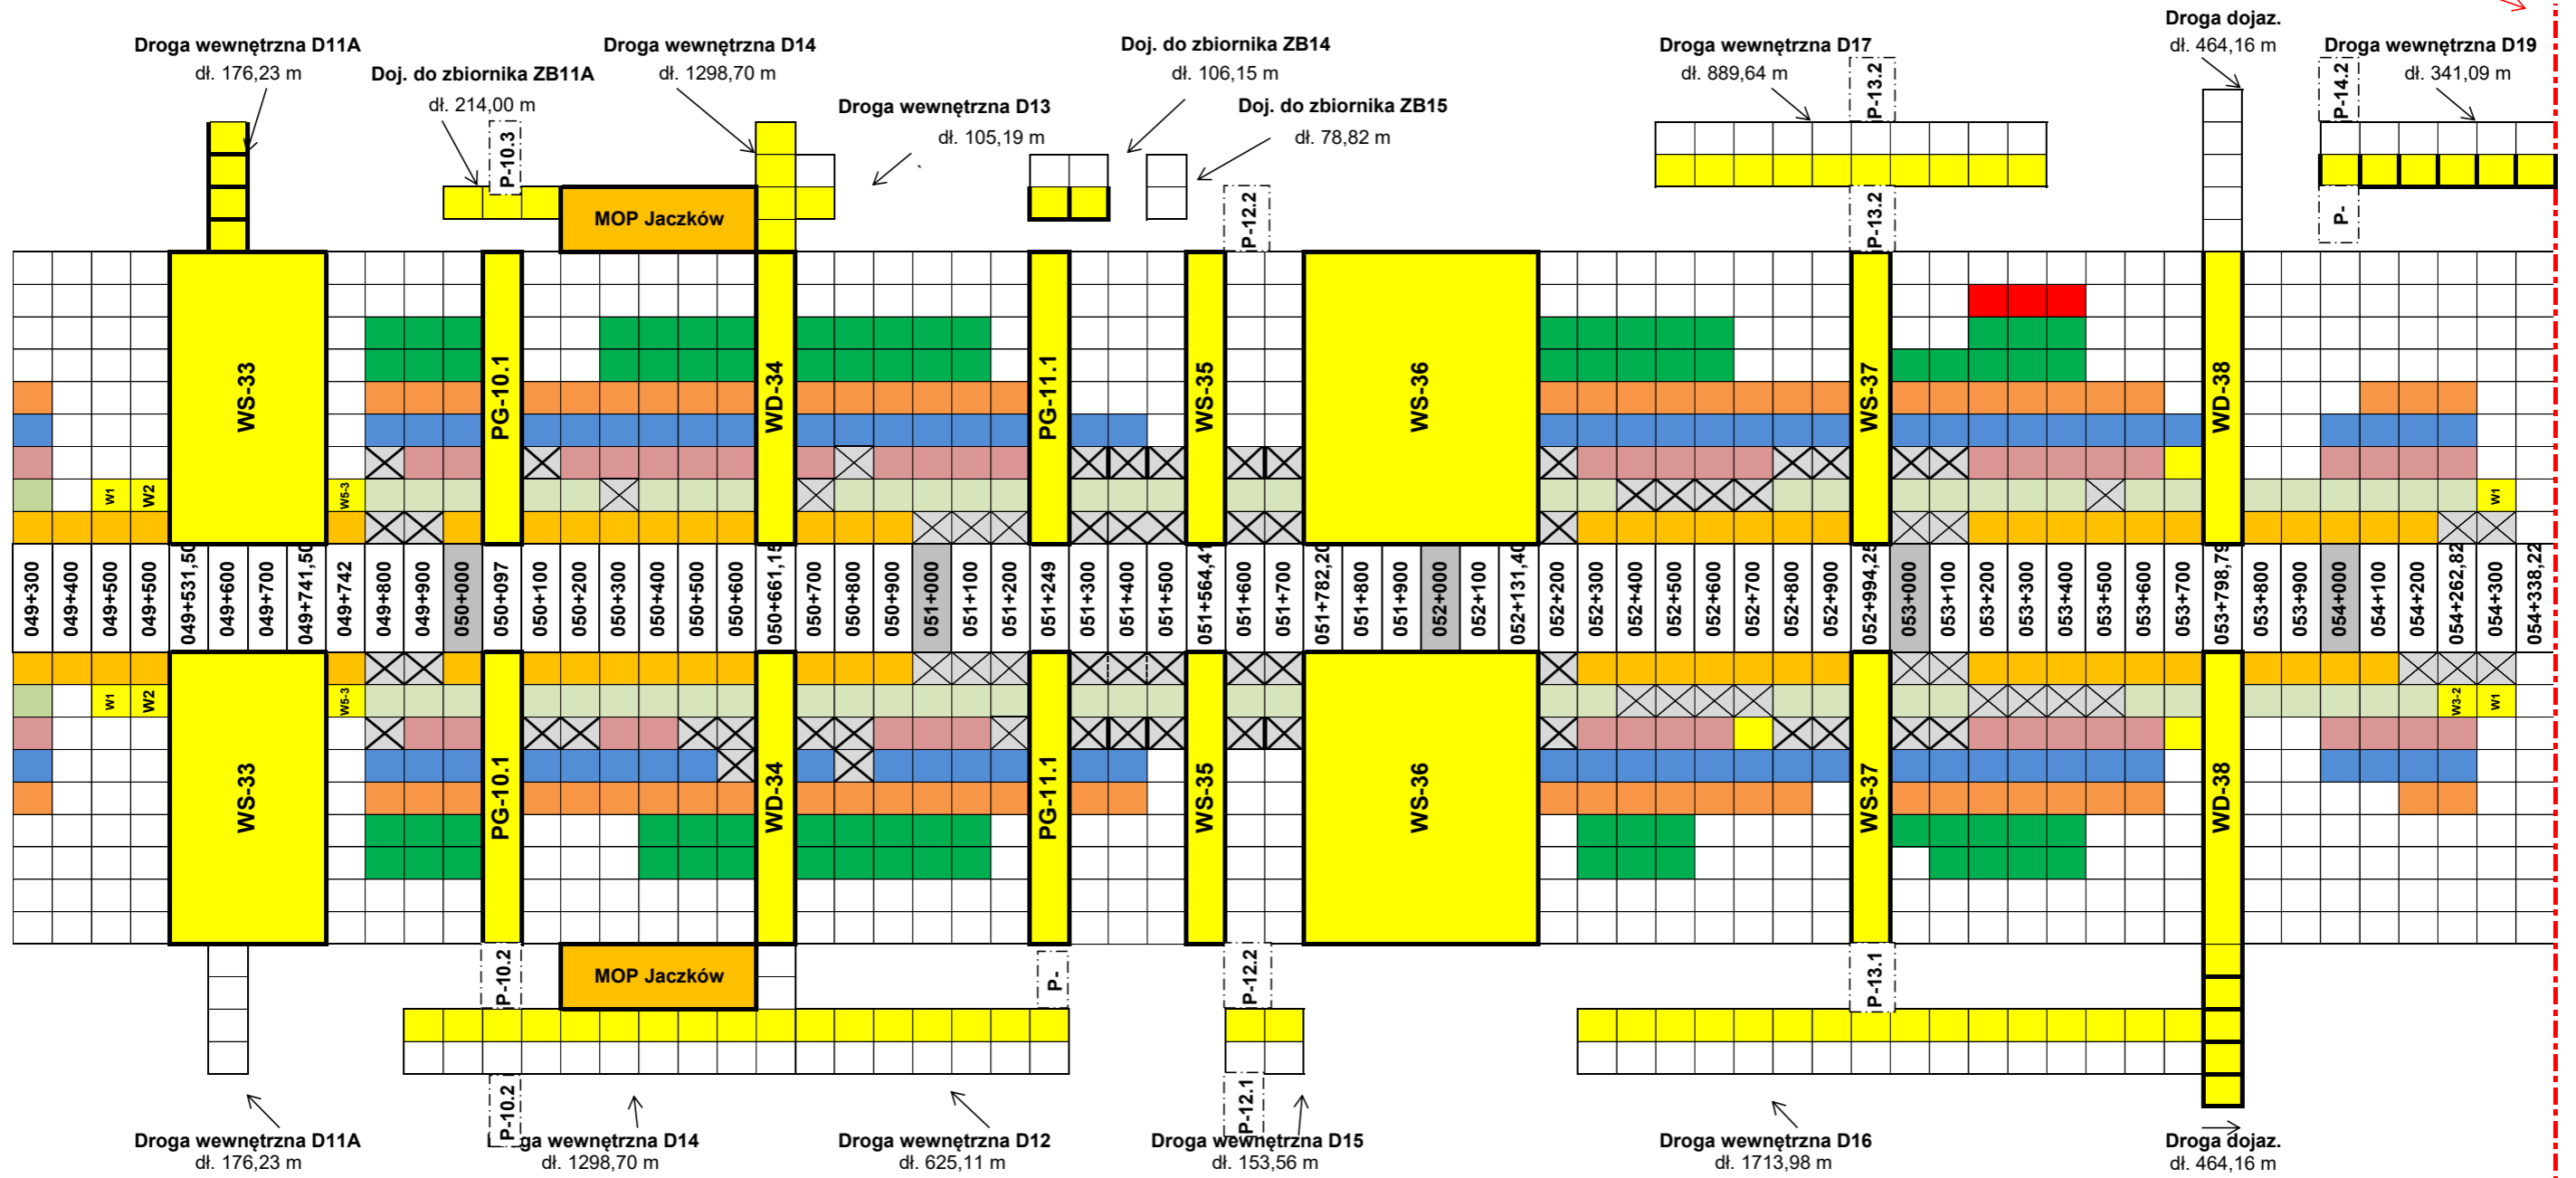 Droga wewnętrzna D11A
dł. 176,23 m
Doj. do zbiornika ZB11A
dł. 214,00 m
Droga wewnętrzna D14
dł. 1298,70 m
Droga wewnętrzna D13
dł. 105,19 m
Doj. do zbiornika ZB14
dł. 106,15 m
Doj. do zbiornika ZB15
dł. 78,82 m
Droga wewnętrzna D17
dł. 889,64 m
Droga dojaz.
dł. 464,16 m
Droga wewnętrzna D19
dł. 341,09 m
P-10.3
P-12.2
P-13.2
P-13.2
P-14.2
P-
MOP Jaczków
WS-33
PG-10.1
WD-34
PG-11.1
WS-35
WS-36
WS-37
WD-38
W1
W2
W5-3
W1
049+300
049+400
049+500
049+500
049+531,50
049+600
049+700
049+741,50
049+742
049+800
049+900
050+000
050+097
050+100
050+200
050+300
050+400
050+500
050+600
050+661,15
050+700
050+800
050+900
051+000
051+100
051+200
051+249
051+300
051+400
051+500
051+564,41
051+600
051+700
051+782,20
051+800
051+900
052+000
052+100
052+131,40
052+200
052+300
052+400
052+500
052+600
052+700
052+800
052+900
052+994,25
053+000
053+100
053+200
053+300
053+400
053+500
053+600
053+700
053+798,79
053+800
053+900
054+000
054+100
054+200
054+262,82
054+300
054+338,22
W1
W2
W5-3
W3-2
W1
WS-33
PG-10.1
WD-34
PG-11.1
WS-35
WS-36
WS-37
WD-38
MOP Jaczków
P-10.2
P-
P-12.2
P-13.1
P-10.2
P-12.1
Droga wewnętrzna D11A
dł. 176,23 m
ga wewnętrzna D14
dł. 1298,70 m
Droga wewnętrzna D12
dł. 625,11 m
Droga wewnętrzna D15
dł. 153,56 m
Droga wewnętrzna D16
dł. 1713,98 m
Droga dojaz.
dł. 464,16 m